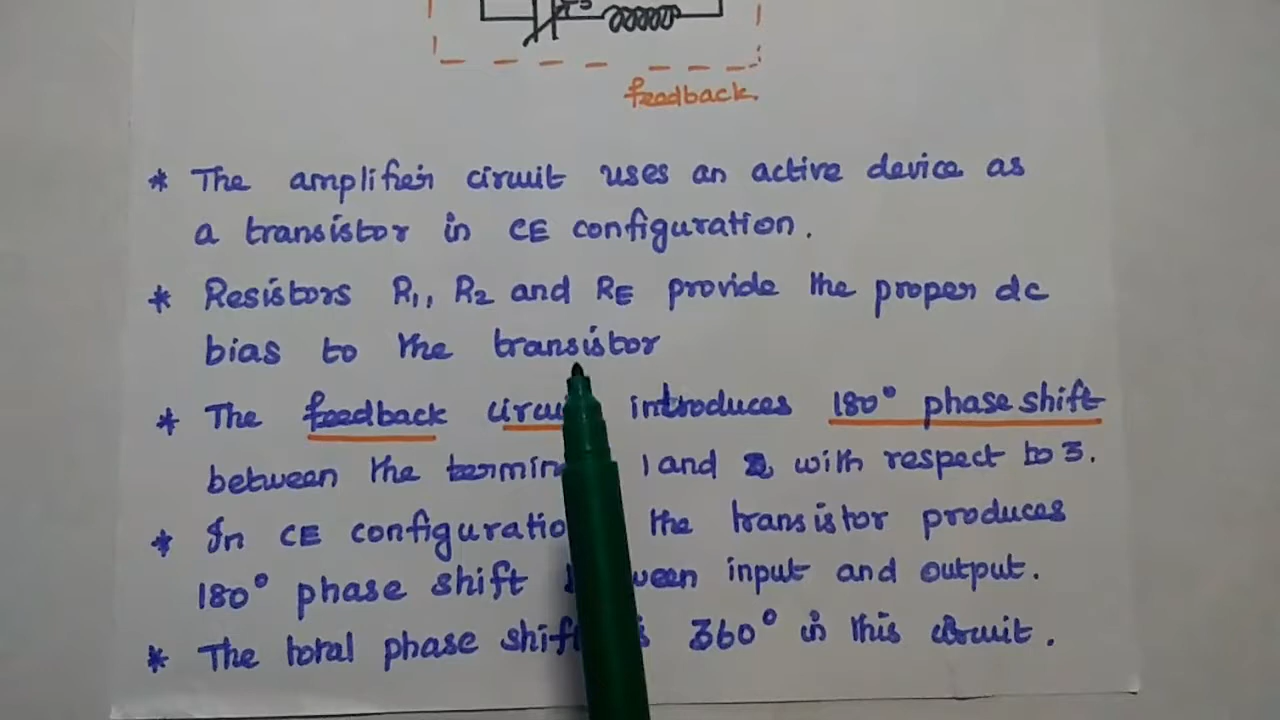 feedback.
* The amplifier circuit uses an active device as
a transistor in CE configuration.
* Resistors R1, R2 and RE provide the proper dc
bias to the transistor
* The feedback introduces 180° phase shift
between the 1 and 2 with respect to 3.
* In CE the transistor produces
180° phase shift input and output.
* The total phase 360° in this circuit.